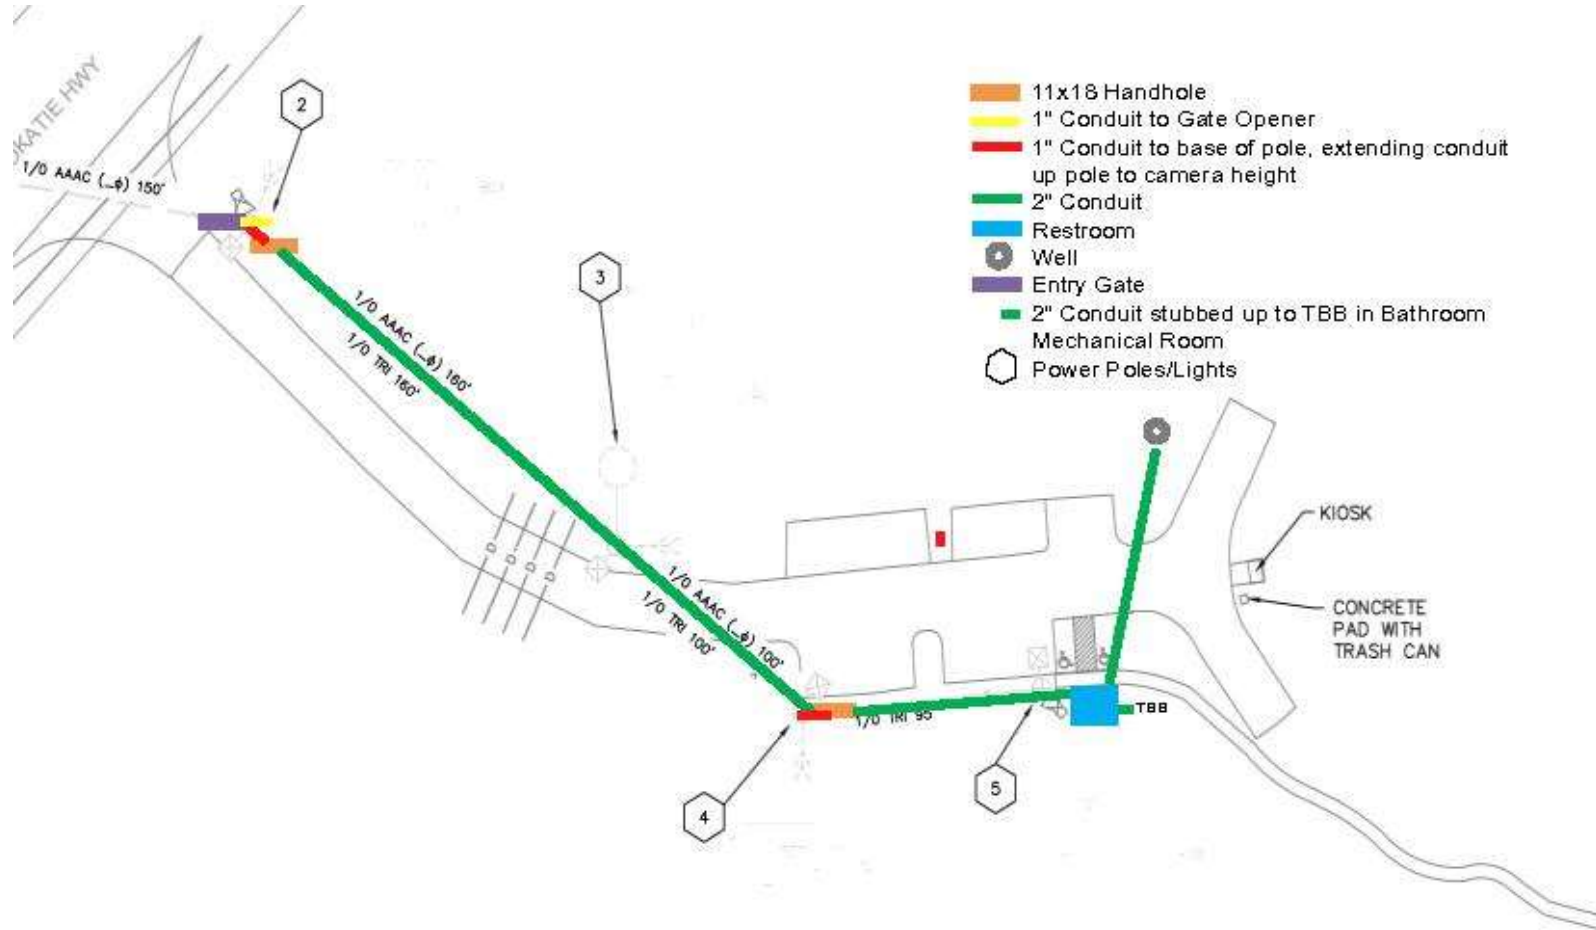 11x18 Handhole
1" Conduit to Gate Opener
1" Conduit to base of pole, extending conduit
up pole to camera height
2" Conduit
Restroom
Well
Entry Gate
2" Conduit stubbed up to TBB in Bathroom
Mechanical Room
Power Poles/Lights
KATIE HWY
1/0 AAAC (_ϕ) 150'
2
3
1/0 AAAC (_ϕ) 160'
1/0 TRI 160'
D
D
D
D
1/0 AAAC (_ϕ) 100'
1/0 TRI 100'
KIOSK
CONCRETE
PAD WITH
TRASH CAN
1/0 TRI 95
TBB
4
5